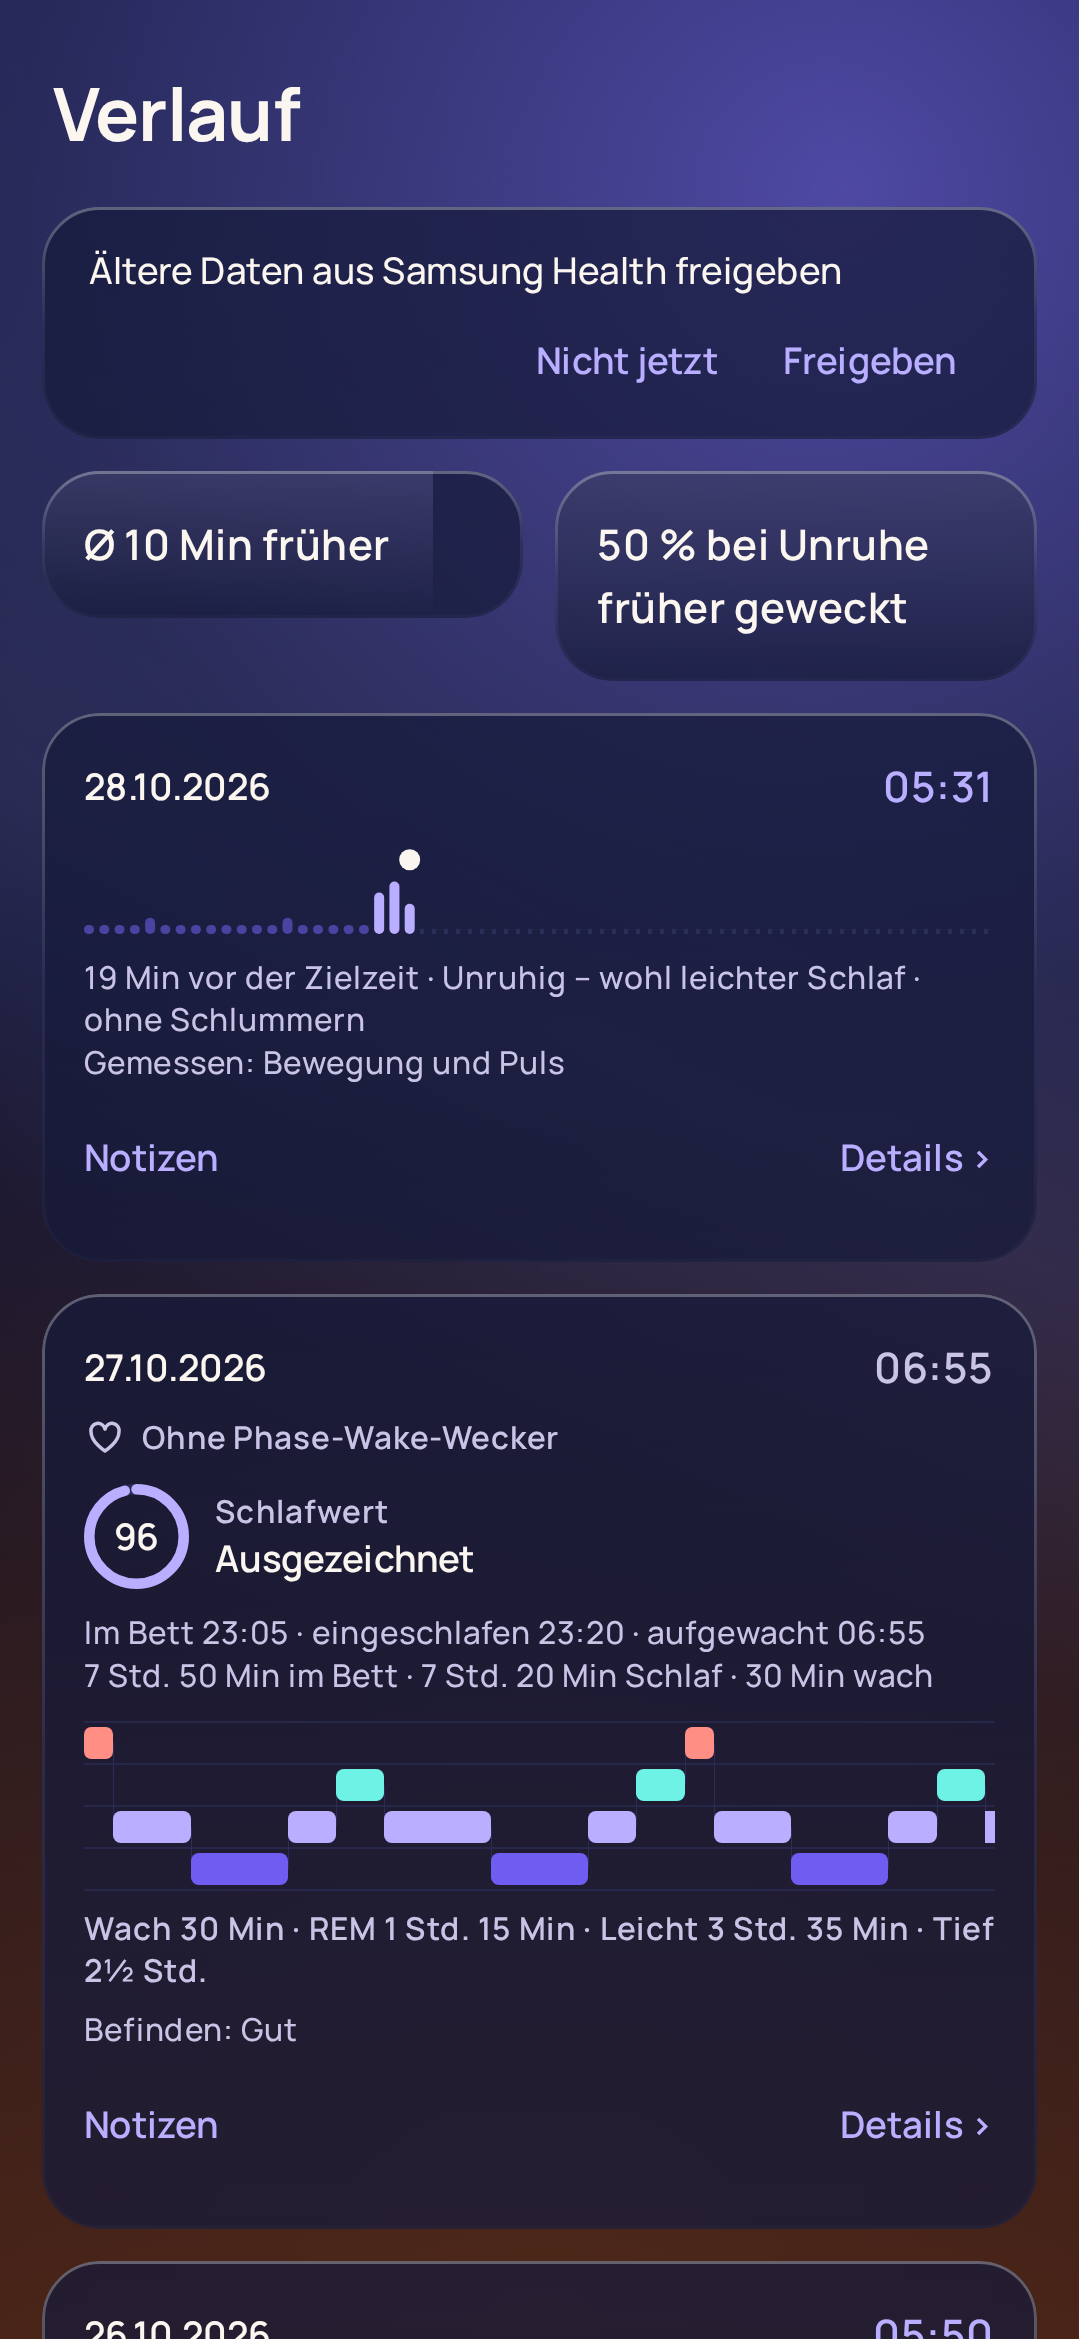 Verlauf
Ältere Daten aus Samsung Health freigeben
Nicht jetzt Freigeben
Ø 10 Min früher
50 % bei Unruhe
früher geweckt
28.10.2026 05:31
19 Min vor der Zielzeit · Unruhig – wohl leichter Schlaf ·
ohne Schlummern
Gemessen: Bewegung und Puls
Notizen Details ›
27.10.2026 06:55
Ohne Phase-Wake-Wecker
96
Schlafwert
Ausgezeichnet
Im Bett 23:05 · eingeschlafen 23:20 · aufgewacht 06:55
7 Std. 50 Min im Bett · 7 Std. 20 Min Schlaf · 30 Min wach
Wach 30 Min · REM 1 Std. 15 Min · Leicht 3 Std. 35 Min · Tief
2½ Std.
Befinden: Gut
Notizen Details ›
26.10.2026 05:50